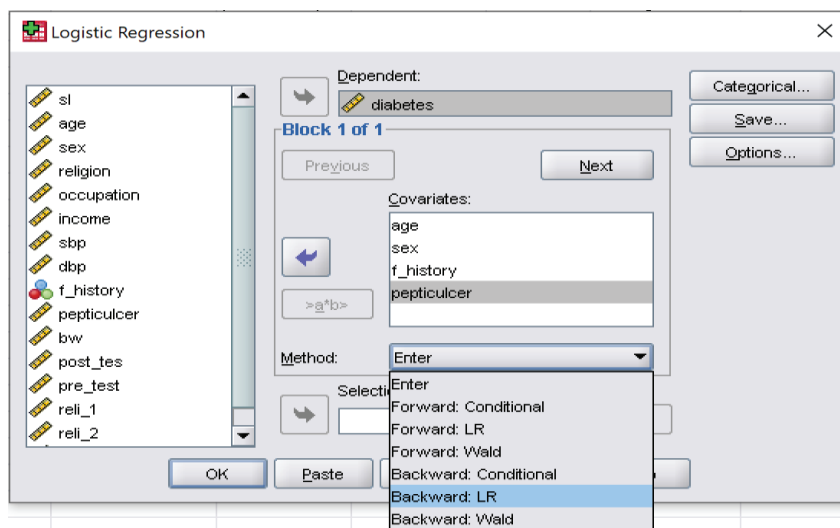 Logistic Regression
sl
age
sex
religion
occupation
income
sbp
dbp
f_history
pepticulcer
bw
post_tes
pre_test
reli_1
reli_2
Dependent:
diabetes
Block 1 of 1
Previous
Next
Covariates:
age
sex
f_history
pepticulcer
>a*b>
Method:
Enter
Enter
Forward: Conditional
Forward: LR
Forward: Wald
Backward: Conditional
Backward: LR
Backward: Wald
Categorical...
Save...
Options...
OK
Paste